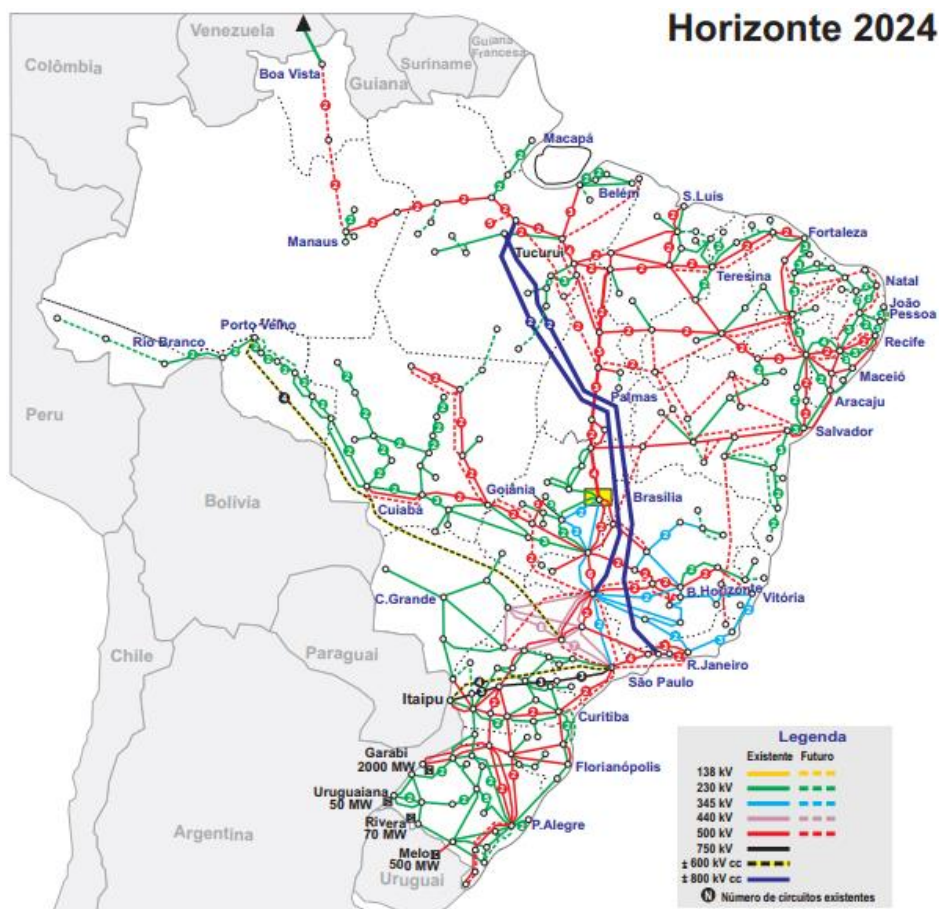 Horizonte 2024
Venezuela
Guiana
Francesa
Suriname
Colômbia
Boa Vista
Guiana
Macapá
Belém
S.Luis
Manaus
Fortaleza
Tucuruí
Teresina
Natal
João
Pessoa
Porto Velho
Rio Branco
Recife
Maceió
Palmas
Peru
Aracaju
Salvador
Goiânia
Brasília
Bolívia
Cuiabá
C.Grande
B.Horizonte
Vitória
Chile
Paraguai
R.Janeiro
São Paulo
Itaipu
Curitiba
Garabi
2000 MW
Florianópolis
Uruguaiana
50 MW
Rivera
70 MW
P.Alegre
Argentina
Melo
500 MW
Uruguai
Legenda
Existente Futuro
138 kV
230 kV
345 kV
440 kV
500 kV
750 kV
± 600 kV cc
± 800 kV cc
N Número de circuitos existentes